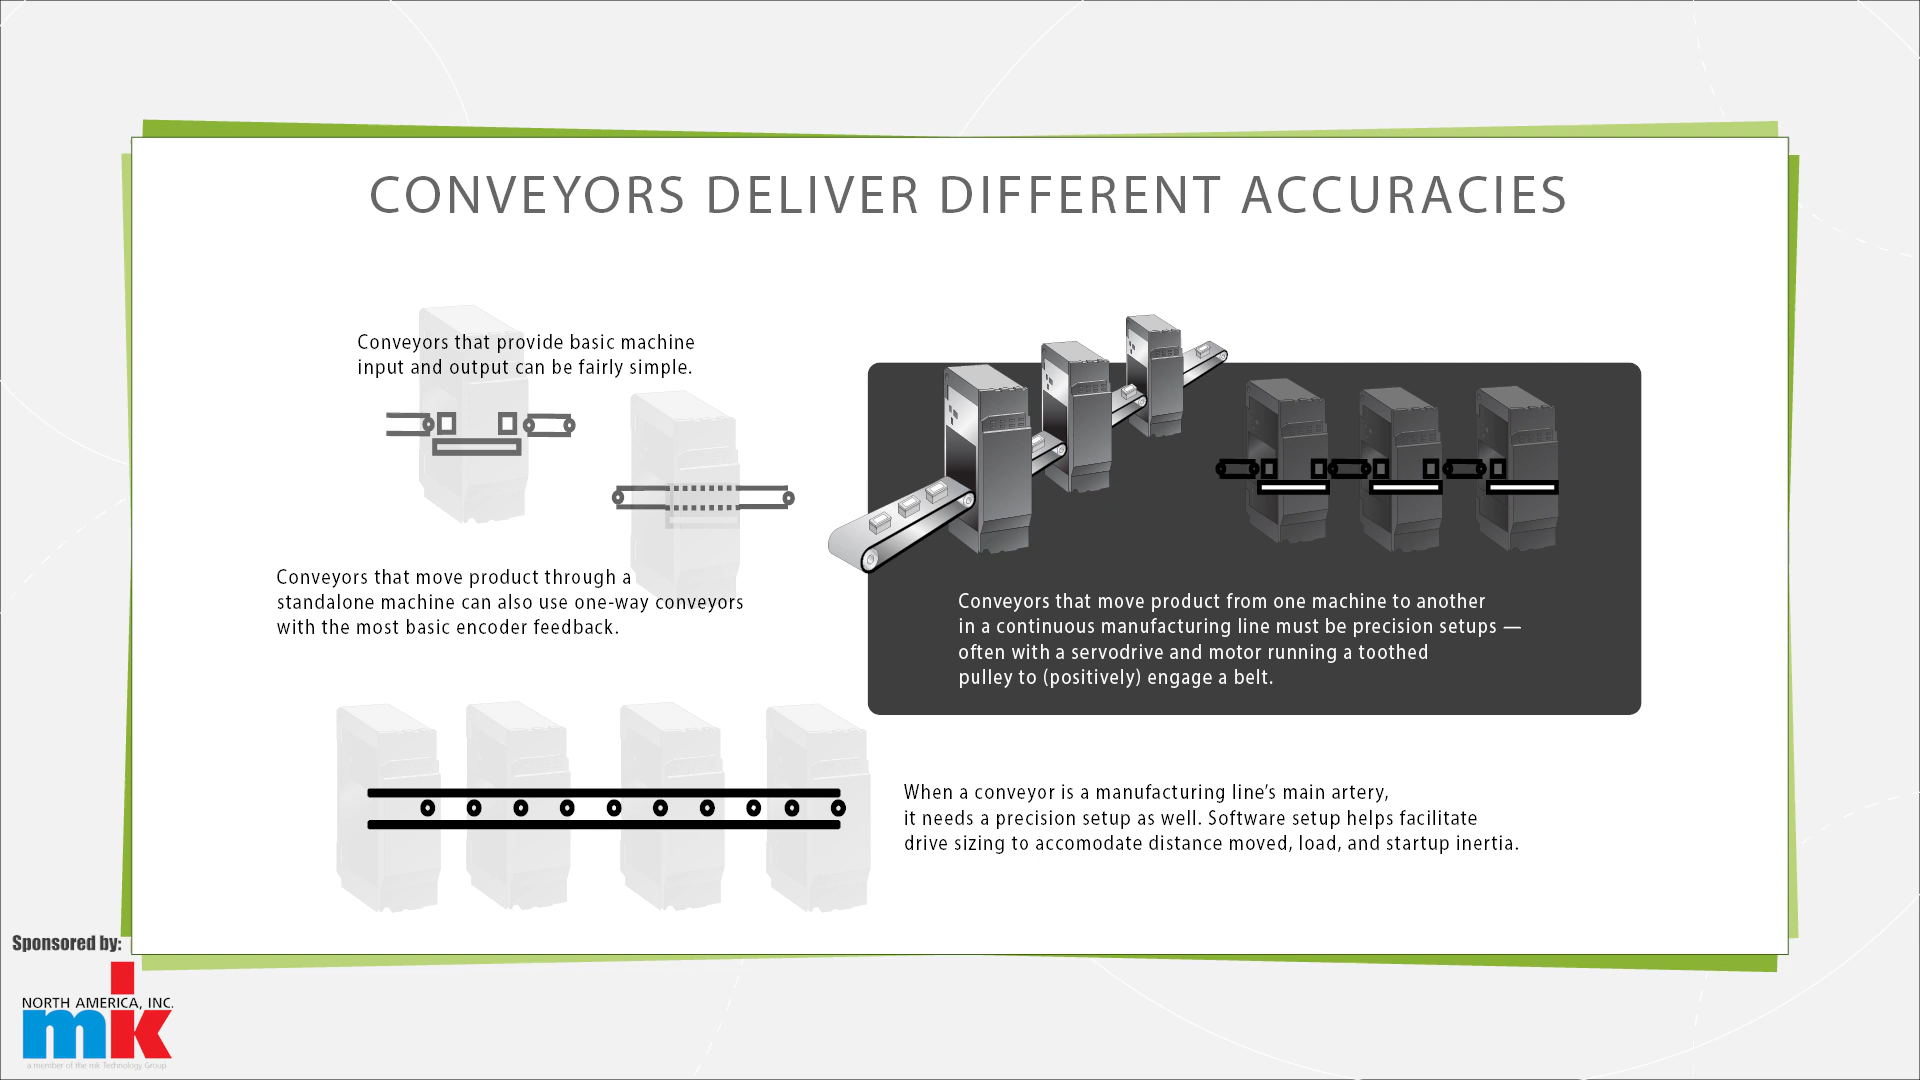 CONVEYORS DELIVER DIFFERENT ACCURACIES
Conveyors that provide basic machine
input and output can be fairly simple.
Conveyors that move product through a
standalone machine can also use one-way conveyors
with the most basic encoder feedback.
Conveyors that move product from one machine to another
in a continuous manufacturing line must be precision setups —
often with a servodrive and motor running a toothed
pulley to (positively) engage a belt.
When a conveyor is a manufacturing line’s main artery,
it needs a precision setup as well. Software setup helps facilitate
drive sizing to accomodate distance moved, load, and startup inertia.
Sponsored by:
NORTH AMERICA, INC.
mk
a member of the mk Technology Group